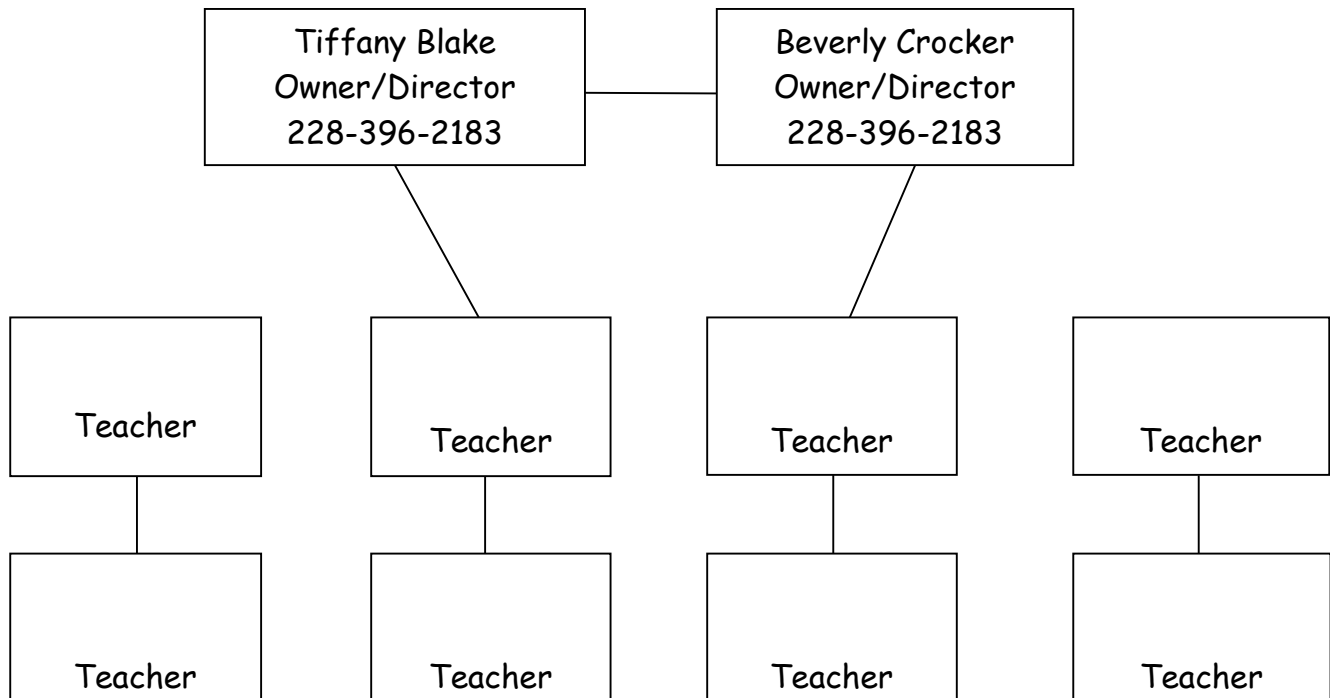 Tiffany Blake
Owner/Director
228-396-2183
Beverly Crocker
Owner/Director
228-396-2183
Teacher
Teacher
Teacher
Teacher
Teacher
Teacher
Teacher
Teacher